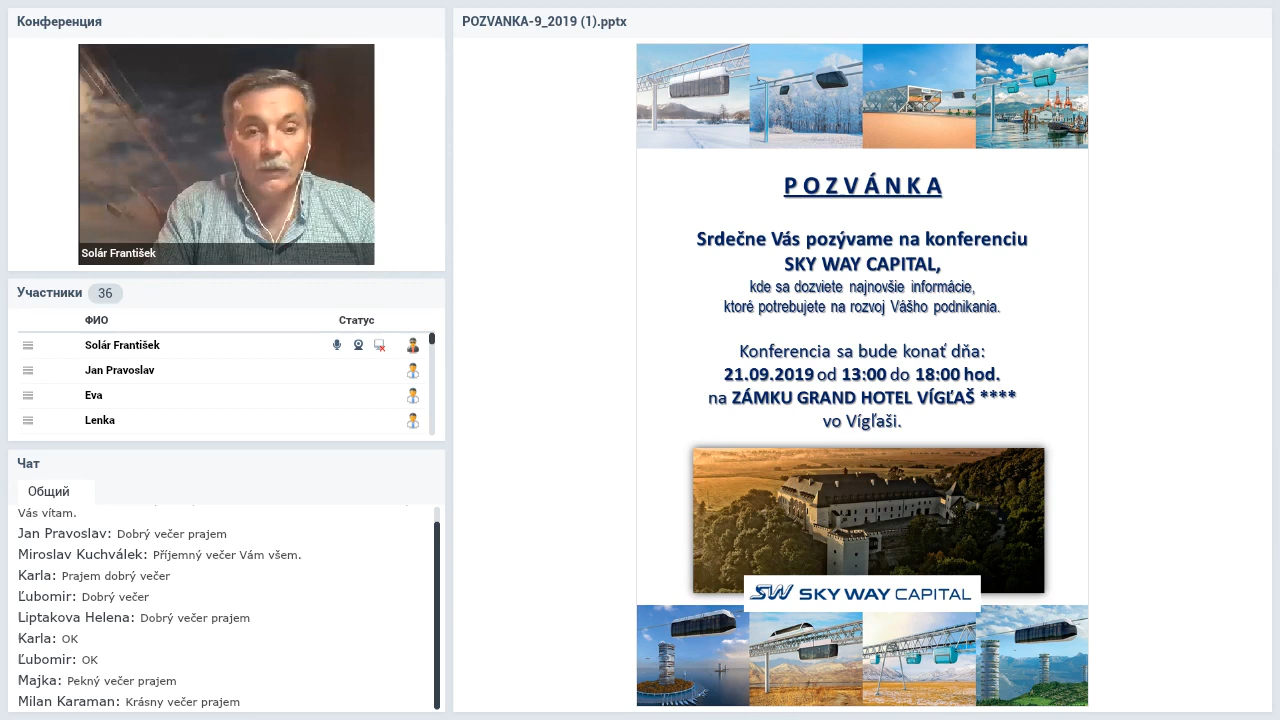 Конференция
Solár František
Участники 36
ФИО Статус
Solár František
Jan Pravoslav
Eva
Lenka
Чат
Общий
Vás vítam.
Jan Pravoslav: Dobrý večer prajem
Miroslav Kuchválek: Příjemný večer Vám všem.
Karla: Prajem dobrý večer
Ľubomir: Dobrý večer
Liptakova Helena: Dobrý večer prajem
Karla: OK
Ľubomir: OK
Majka: Pekný večer prajem
Milan Karaman: Krásný večer prajem
POZVANKA-9_2019 (1).pptx
P O Z V Á N K A
Srdečne Vás pozývame na konferenciu
SKY WAY CAPITAL,
kde sa dozviete najnovšie informácie,
ktoré potrebujete na rozvoj Vášho podnikania.
Konferencia sa bude konať dňa:
21.09.2019 od 13:00 do 18:00 hod.
na ZÁMKU GRAND HOTEL VÍGĽAŠ ****
vo Vígľaši.
SW SKY WAY CAPITAL